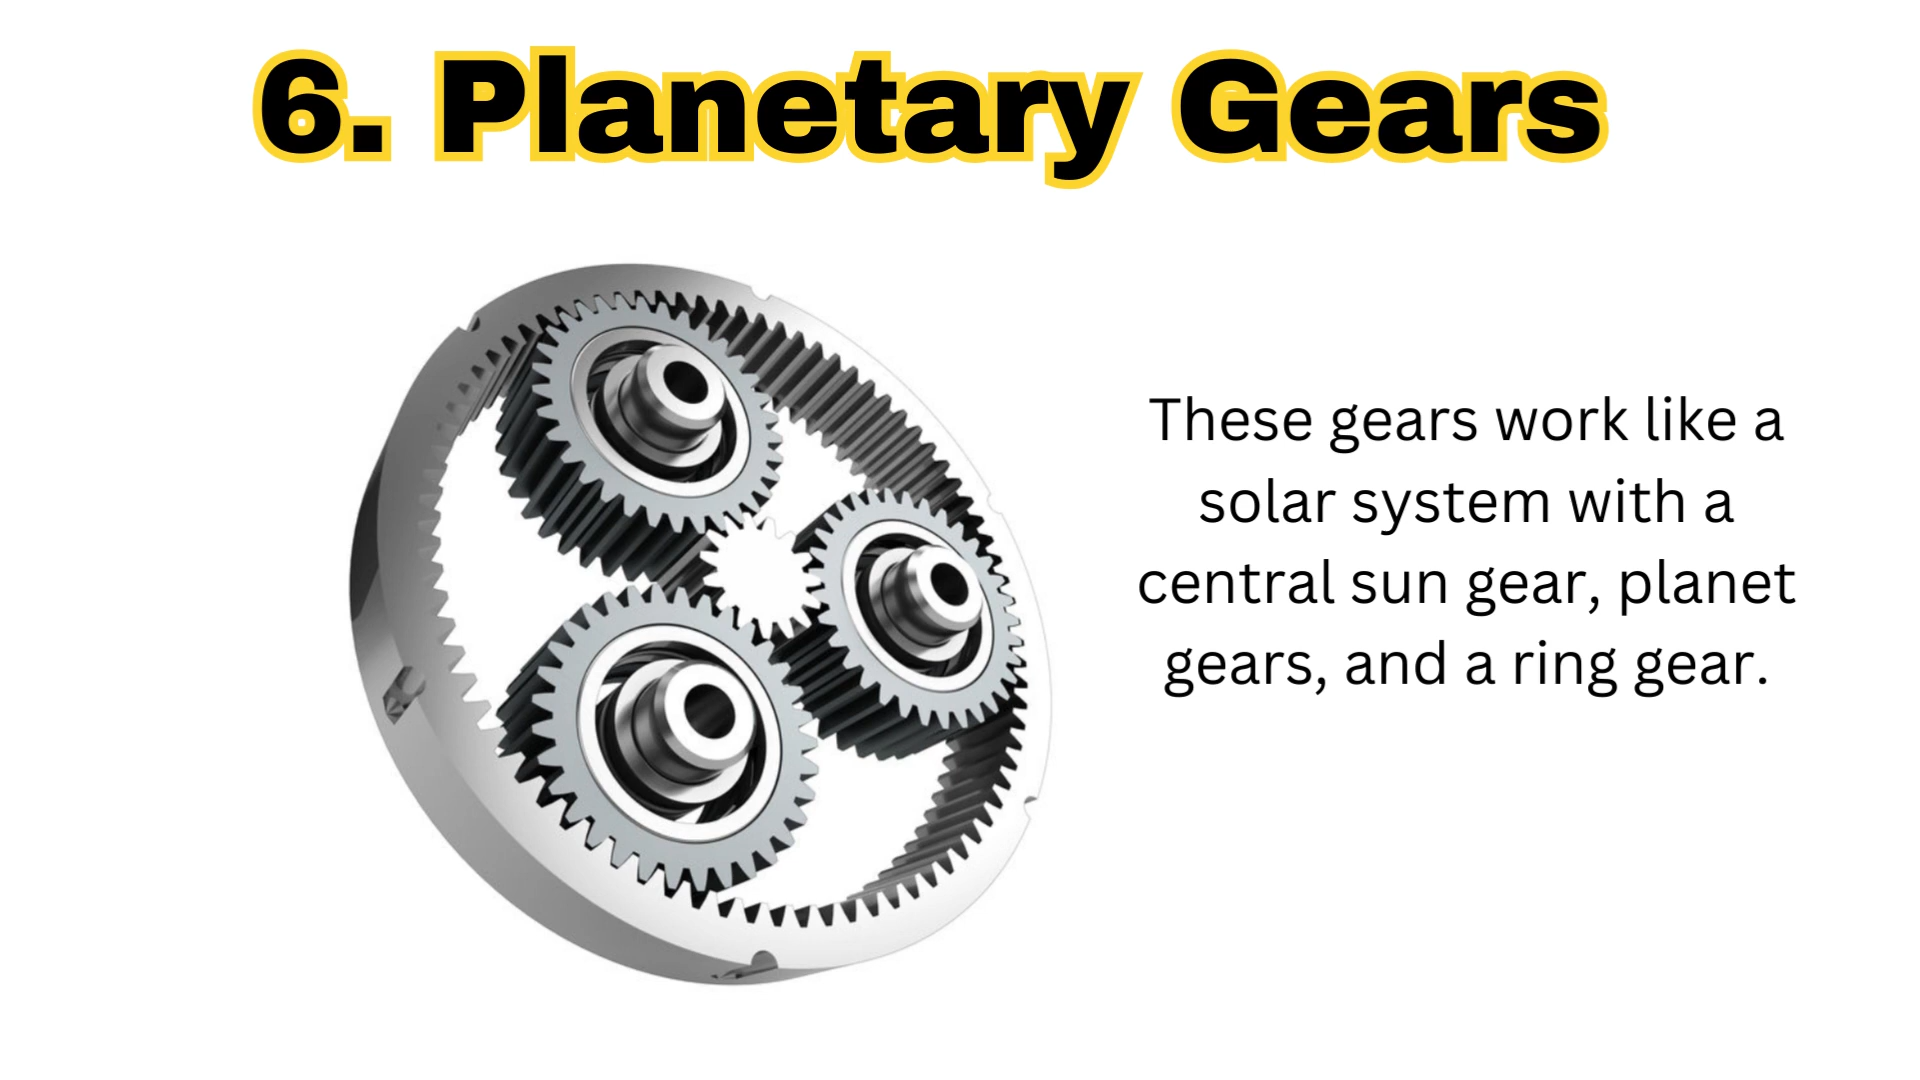 6. Planetary Gears
These gears work like a
solar system with a
central sun gear, planet
gears, and a ring gear.